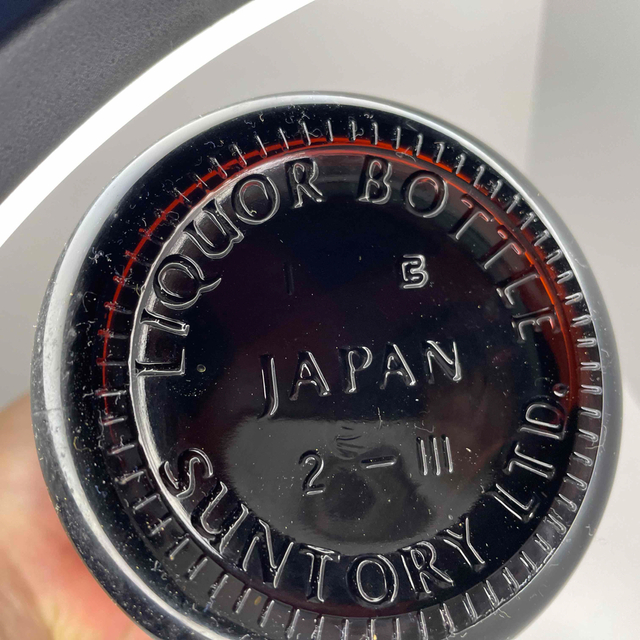 LIQUOR BOTTLE
I B
JAPAN
2 - III
SUNTORY LTD.